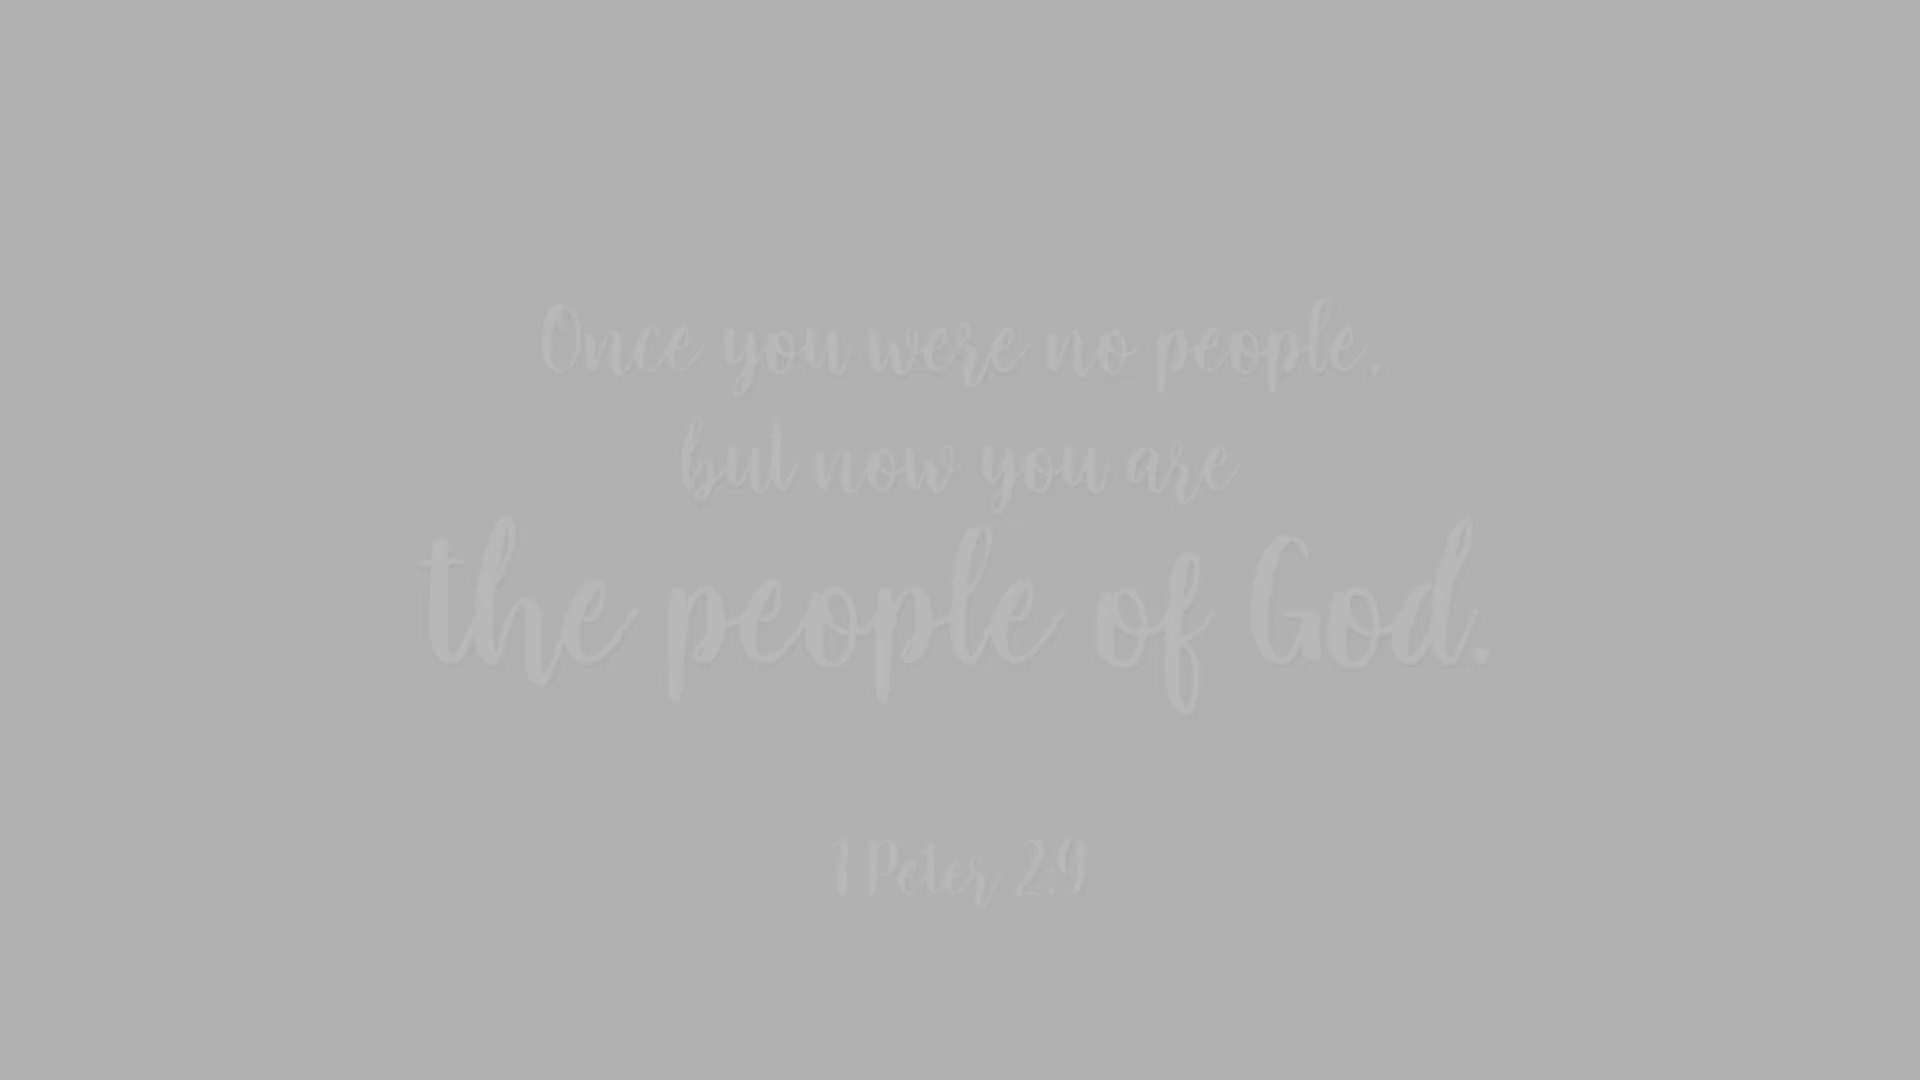 Once you were no people,
but now you are
the people of God.
1 Peter 2:9